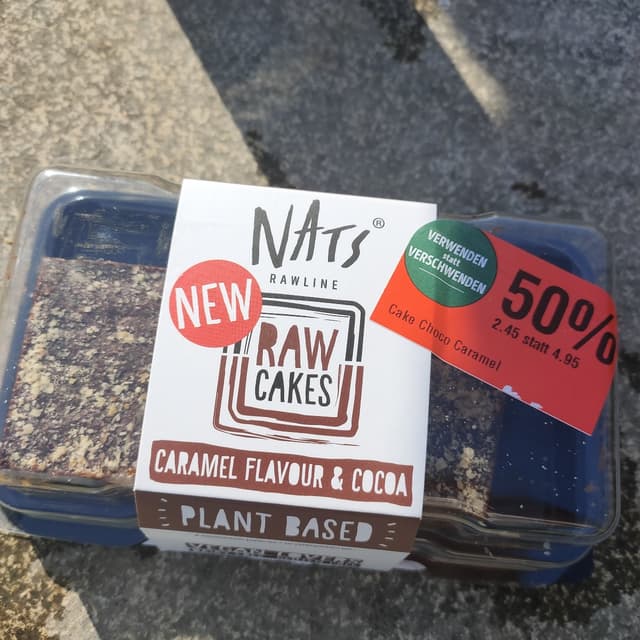 NATS®
RAWLINE
NEW
RAW
CAKES
CARAMEL FLAVOUR & COCOA
PLANT BASED
VERWENDEN
statt
VERSCHWENDEN
50%
2.45 statt 4.95
Cake Choco Caramel